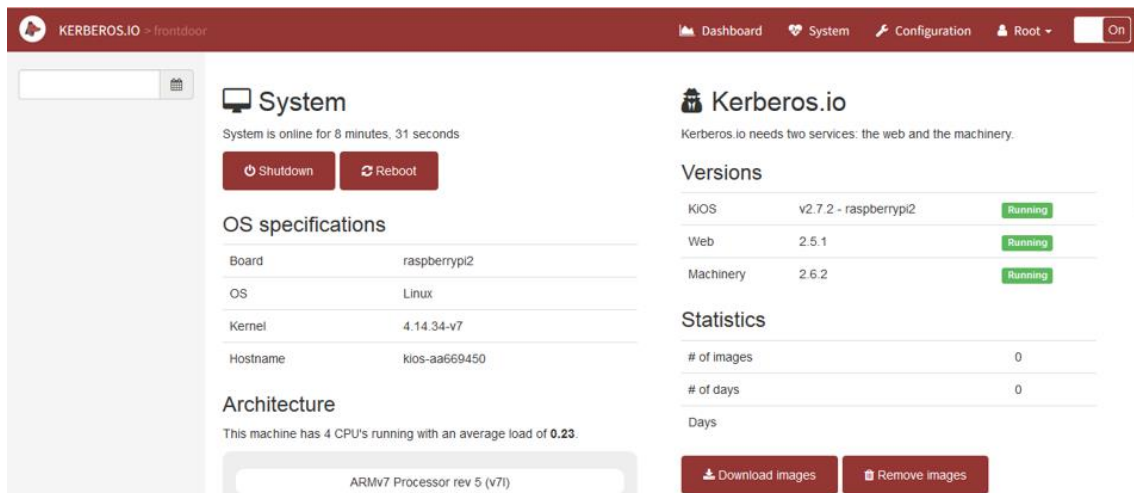 KERBEROS.IO > frontdoor
Dashboard
System
Configuration
Root
On
System
System is online for 8 minutes, 31 seconds
Shutdown
Reboot
OS specifications
Board raspberrypi2
OS Linux
Kernel 4.14.34-v7
Hostname kios-aa669450
Architecture
This machine has 4 CPU's running with an average load of 0.23.
ARMv7 Processor rev 5 (v7l)
Kerberos.io
Kerberos.io needs two services: the web and the machinery.
Versions
KiOS v2.7.2 - raspberrypi2 Running
Web 2.5.1 Running
Machinery 2.6.2 Running
Statistics
# of images 0
# of days 0
Days
Download images
Remove images